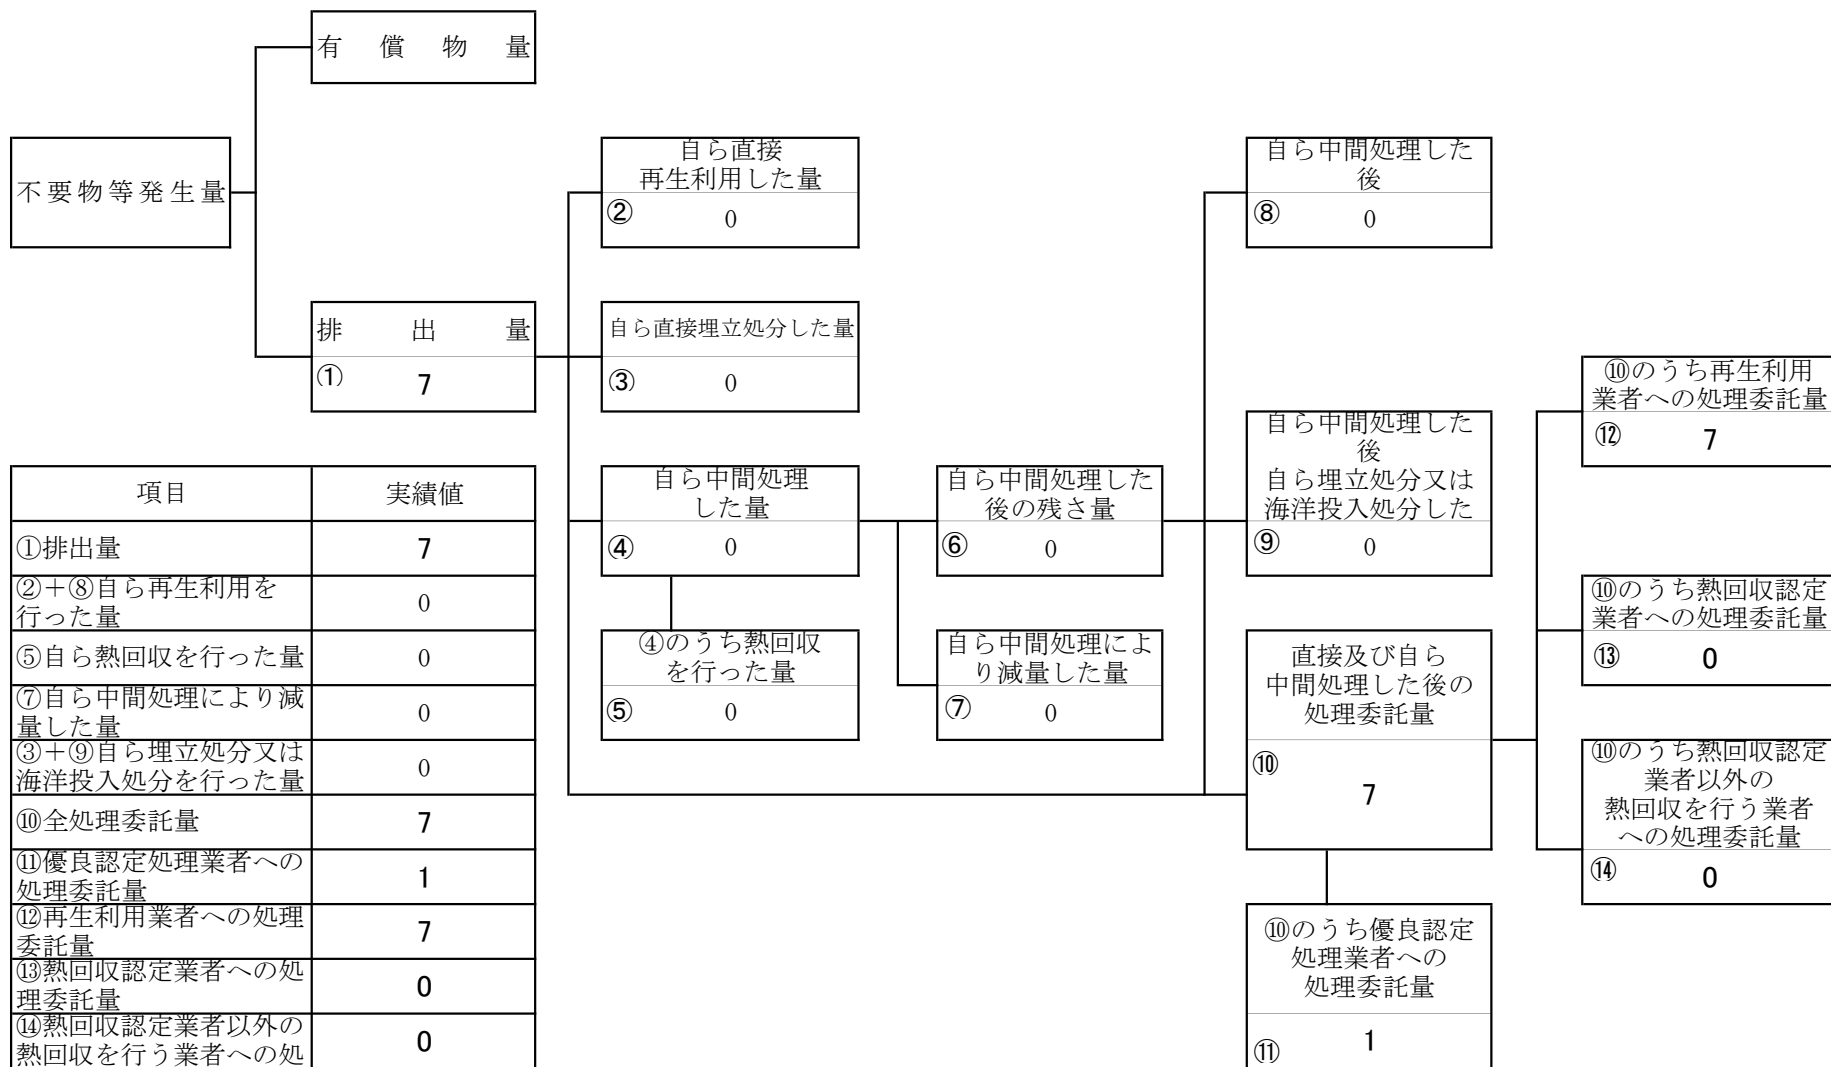 有償物量
不要物等発生量
排出量
① 7
自ら直接
再生利用した量
② 0
自ら直接埋立処分した量
③ 0
自ら中間処理
した量
④ 0
④のうち熱回収
を行った量
⑤ 0
自ら中間処理した
後の残さ量
⑥ 0
自ら中間処理によ
り減量した量
⑦ 0
自ら中間処理した
後
⑧ 0
自ら中間処理した
後
自ら埋立処分又は
海洋投入処分した
⑨ 0
直接及び自ら
中間処理した後の
処理委託量
⑩ 7
⑩のうち優良認定
処理業者への
処理委託量
⑪ 1
⑩のうち再生利用
業者への処理委託量
⑫ 7
⑩のうち熱回収認定
業者への処理委託量
⑬ 0
⑩のうち熱回収認定
業者以外の
熱回収を行う業者
への処理委託量
⑭ 0
項目 実績値
①排出量 7
②＋⑧自ら再生利用を
行った量 0
⑤自ら熱回収を行った量 0
⑦自ら中間処理により減
量した量 0
③＋⑨自ら埋立処分又は
海洋投入処分を行った量 0
⑩全処理委託量 7
⑪優良認定処理業者への
処理委託量 1
⑫再生利用業者への処理
委託量 7
⑬熱回収認定業者への処
理委託量 0
⑭熱回収認定業者以外の
熱回収を行う業者への処 0